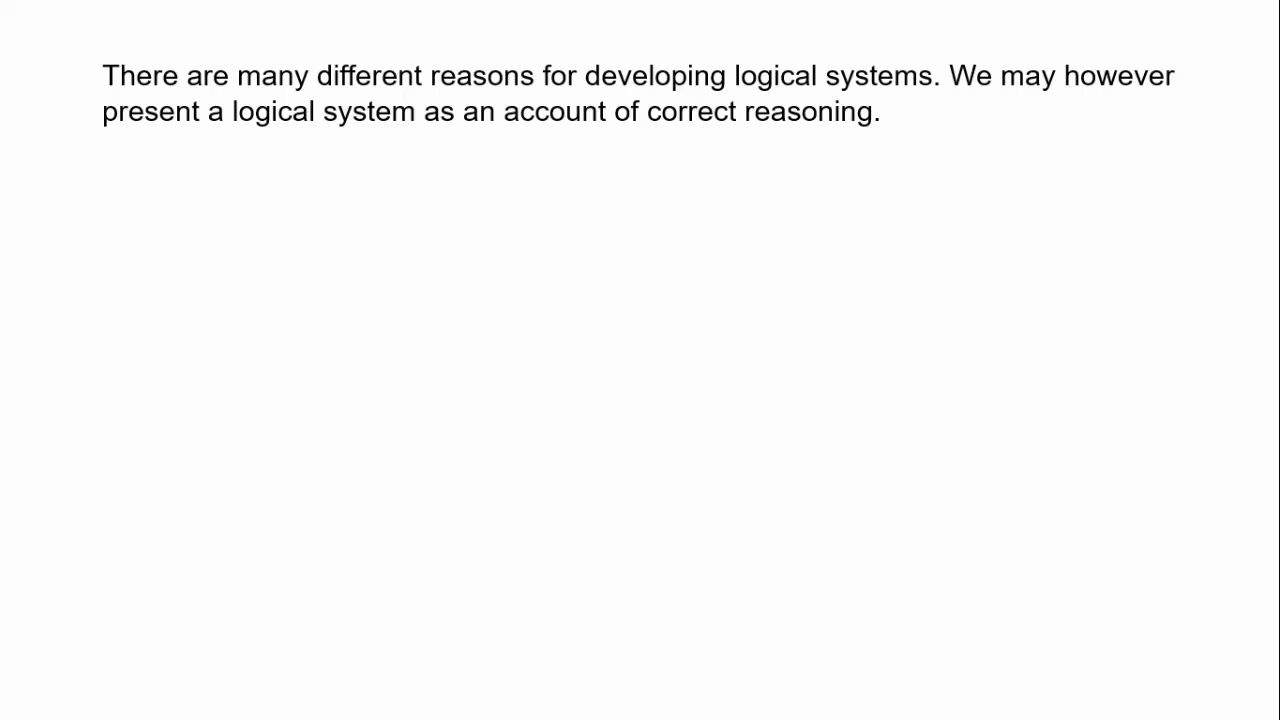 There are many different reasons for developing logical systems. We may however
present a logical system as an account of correct reasoning.